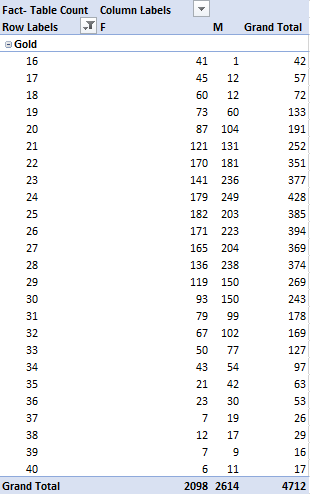 Fact- Table Count Column Labels
Row Labels F M Grand Total
Gold
16 41 1 42
17 45 12 57
18 60 12 72
19 73 60 133
20 87 104 191
21 121 131 252
22 170 181 351
23 141 236 377
24 179 249 428
25 182 203 385
26 171 223 394
27 165 204 369
28 136 238 374
29 119 150 269
30 93 150 243
31 79 99 178
32 67 102 169
33 50 77 127
34 43 54 97
35 21 42 63
36 23 30 53
37 7 19 26
38 12 17 29
39 7 9 16
40 6 11 17
Grand Total 2098 2614 4712